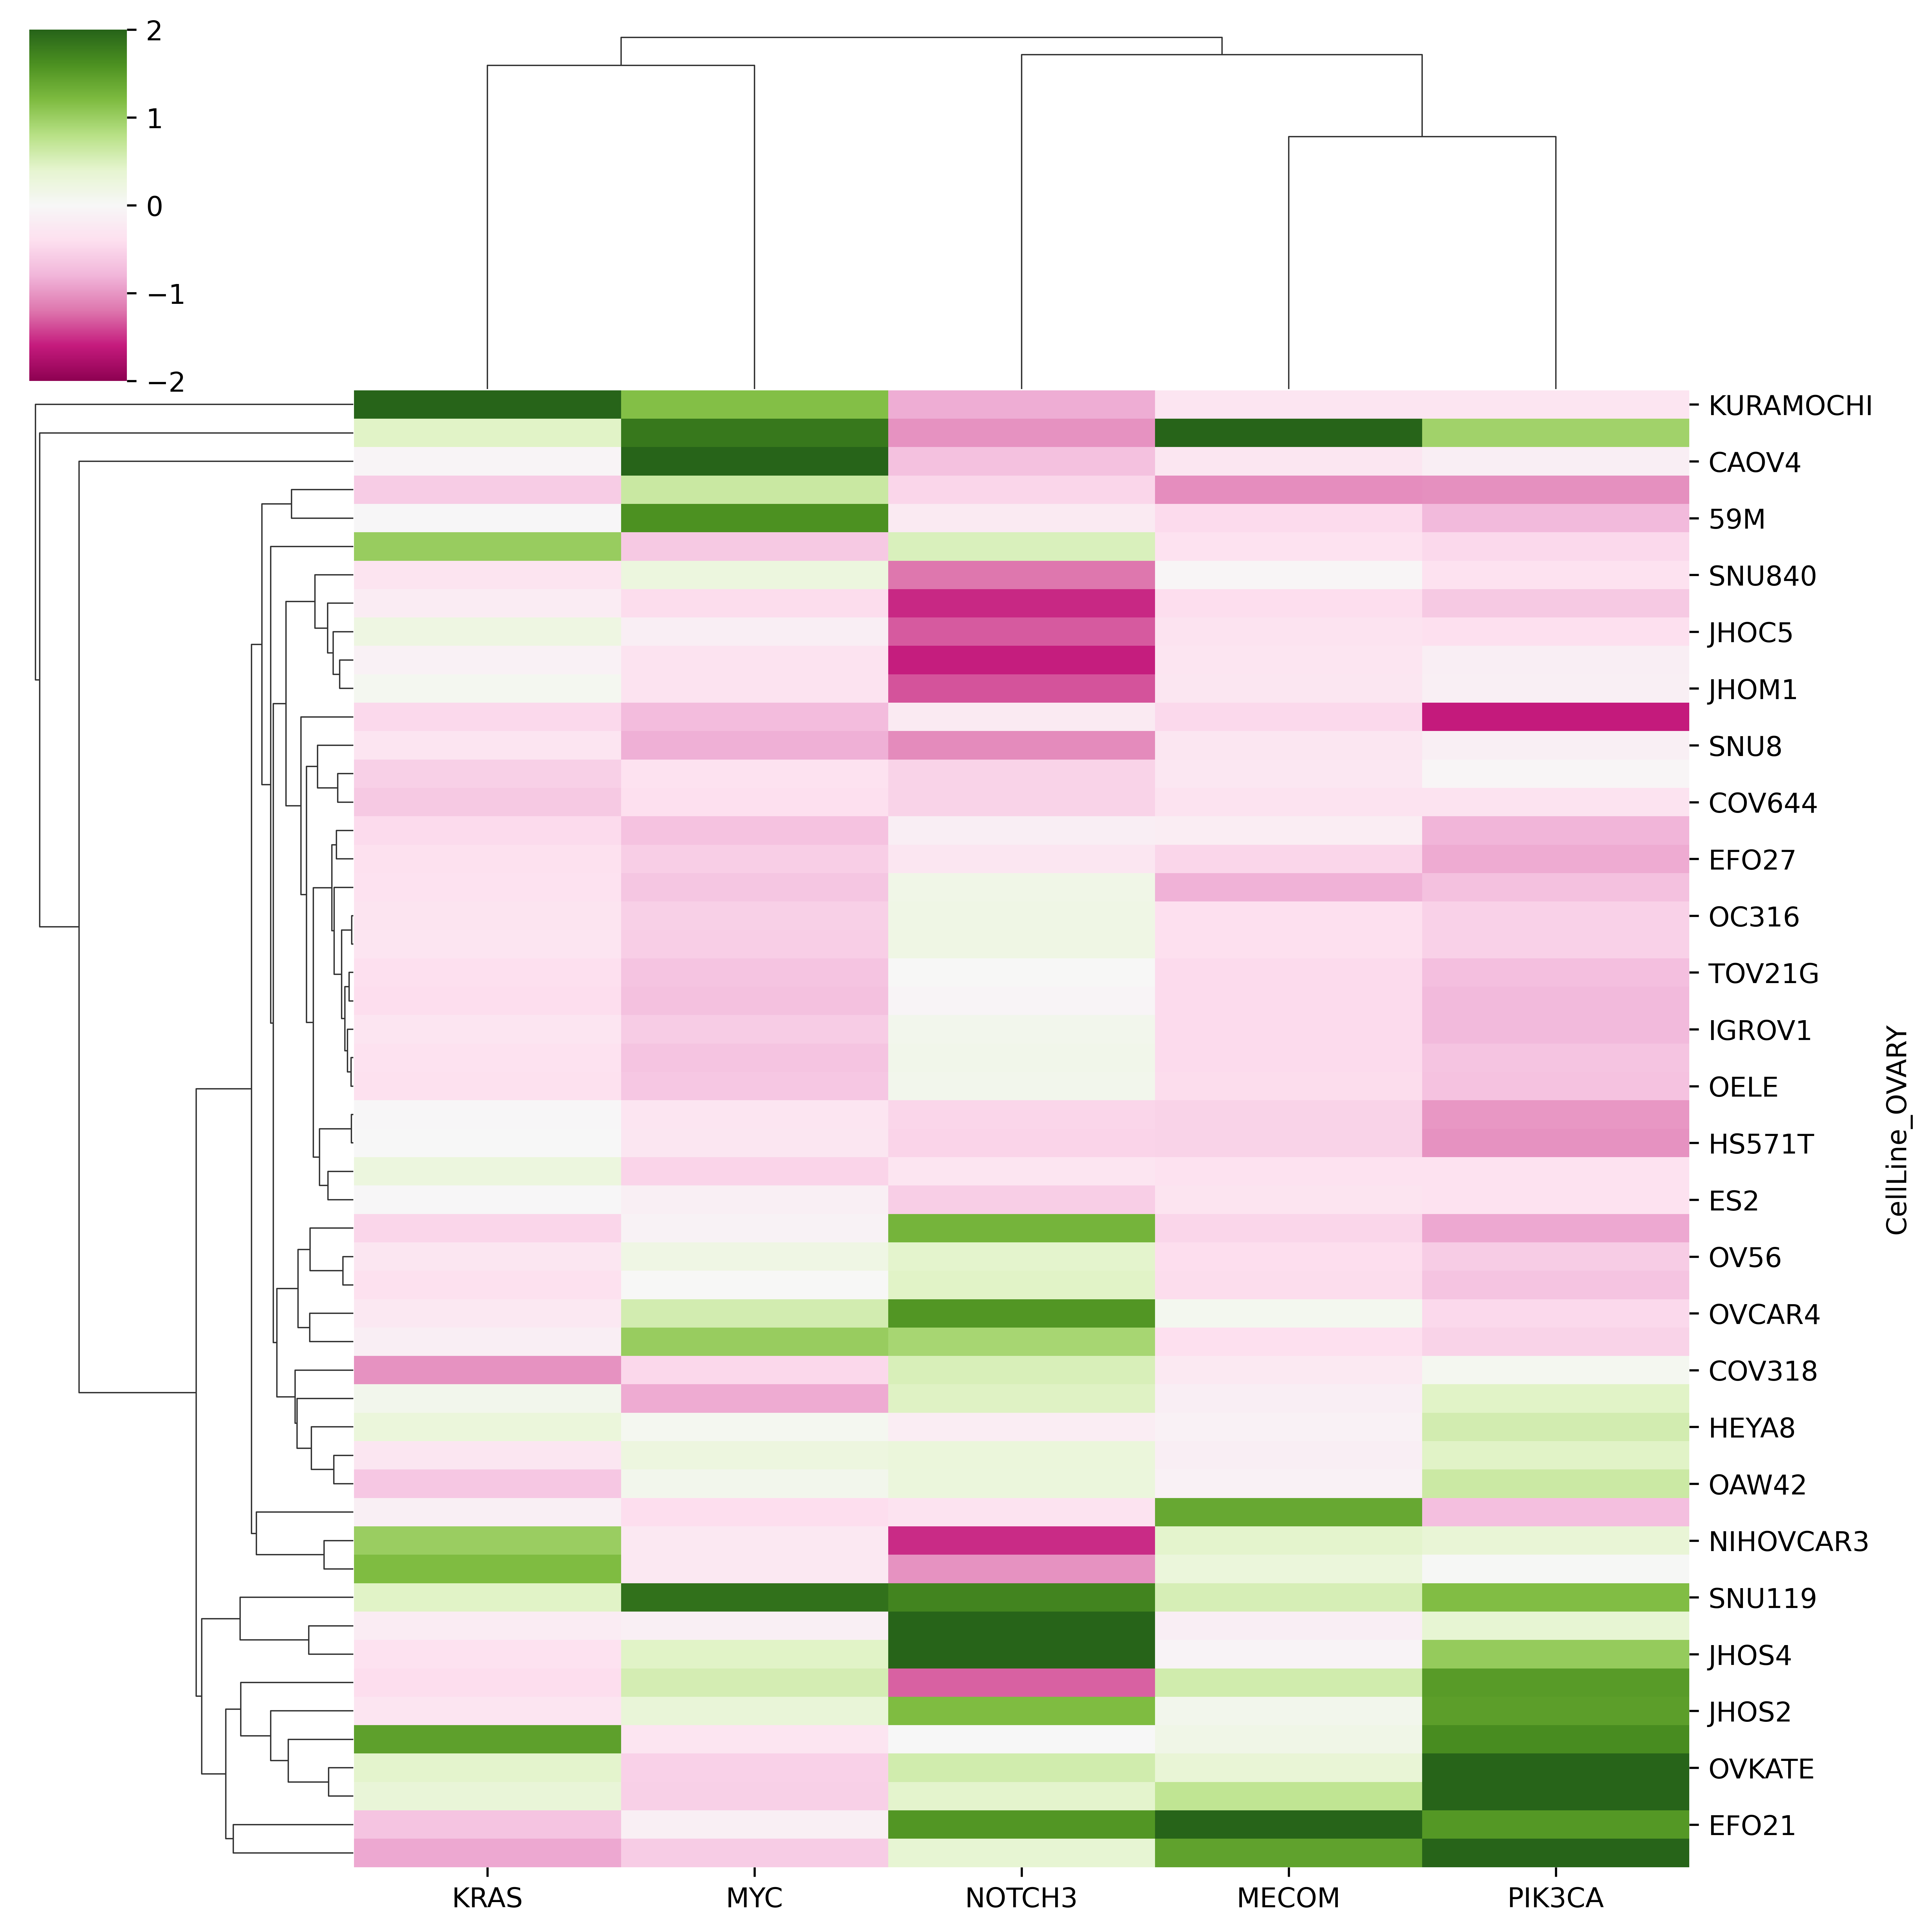 2
1
0
−1
−2
KURAMOCHI
CAOV4
59M
SNU840
JHOC5
JHOM1
SNU8
COV644
EFO27
OC316
TOV21G
IGROV1
OELE
HS571T
ES2
OV56
OVCAR4
COV318
HEYA8
OAW42
NIHOVCAR3
SNU119
JHOS4
JHOS2
OVKATE
EFO21
CellLine_OVARY
KRAS MYC NOTCH3 MECOM PIK3CA